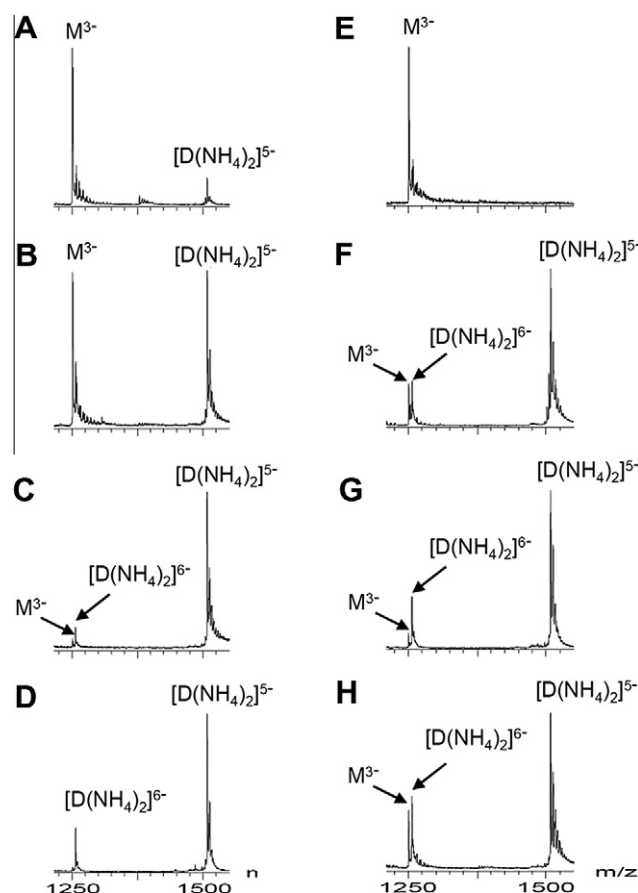 A
M³⁻
[D(NH₄)₂]⁵⁻
E
M³⁻
B
M³⁻
[D(NH₄)₂]⁵⁻
F
M³⁻
[D(NH₄)₂]⁶⁻
[D(NH₄)₂]⁵⁻
C
M³⁻
[D(NH₄)₂]⁶⁻
[D(NH₄)₂]⁵⁻
G
M³⁻
[D(NH₄)₂]⁶⁻
[D(NH₄)₂]⁵⁻
D
[D(NH₄)₂]⁶⁻
[D(NH₄)₂]⁵⁻
1250 1500 n
H
M³⁻
[D(NH₄)₂]⁶⁻
[D(NH₄)₂]⁵⁻
1250 1500 m/z